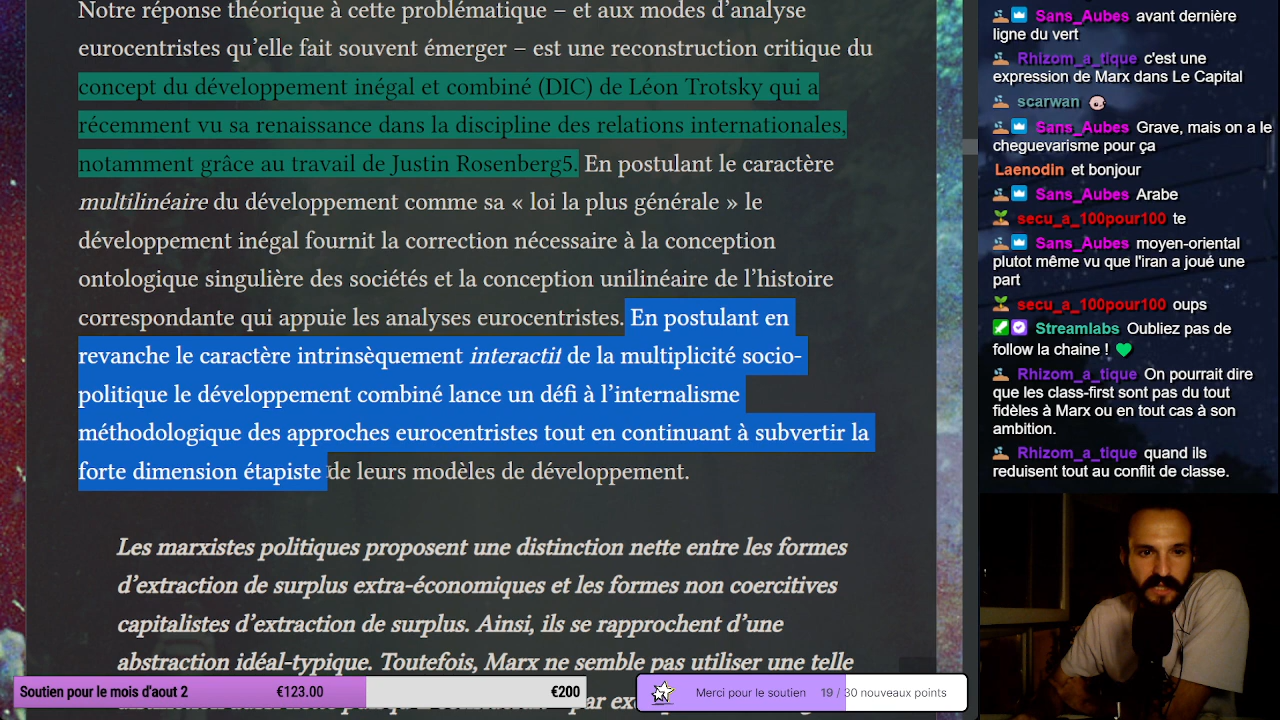 Notre réponse théorique à cette problématique – et aux modes d’analyse
eurocentristes qu’elle fait souvent émerger – est une reconstruction critique du
concept du développement inégal et combiné (DIC) de Léon Trotsky qui a
récemment vu sa renaissance dans la discipline des relations internationales,
notamment grâce au travail de Justin Rosenberg5. En postulant le caractère
multilinéaire du développement comme sa « loi la plus générale » le
développement inégal fournit la correction nécessaire à la conception
ontologique singulière des sociétés et la conception unilinéaire de l’histoire
correspondante qui appuie les analyses eurocentristes. En postulant en
revanche le caractère intrinsèquement interactif de la multiplicité socio-
politique le développement combiné lance un défi à l’internalisme
méthodologique des approches eurocentristes tout en continuant à subvertir la
forte dimension étapiste de leurs modèles de développement.
Les marxistes politiques proposent une distinction nette entre les formes
d’extraction de surplus extra-économiques et les formes non coercitives
capitalistes d’extraction de surplus. Ainsi, ils se rapprochent d’une
abstraction idéal-typique. Toutefois, Marx ne semble pas utiliser une telle
par
Soutien pour le mois d'aout 2 €123.00 €200
Merci pour le soutien 19 / 30 nouveaux points
Sans_Aubes avant dernière
ligne du vert
Rhizom_a_tique c'est une
expression de Marx dans Le Capital
scarwan
Sans_Aubes Grave, mais on a le
cheguevarisme pour ça
Laenodin et bonjour
Sans_Aubes Arabe
secu_a_100pour100 te
Sans_Aubes moyen-oriental
plutot même vu que l'iran a joué une
part
secu_a_100pour100 oups
Streamlabs Oubliez pas de
follow la chaine !
Rhizom_a_tique On pourrait dire
que les class-first sont pas du tout
fidèles à Marx ou en tout cas à son
ambition.
Rhizom_a_tique quand ils
reduisent tout au conflit de classe.